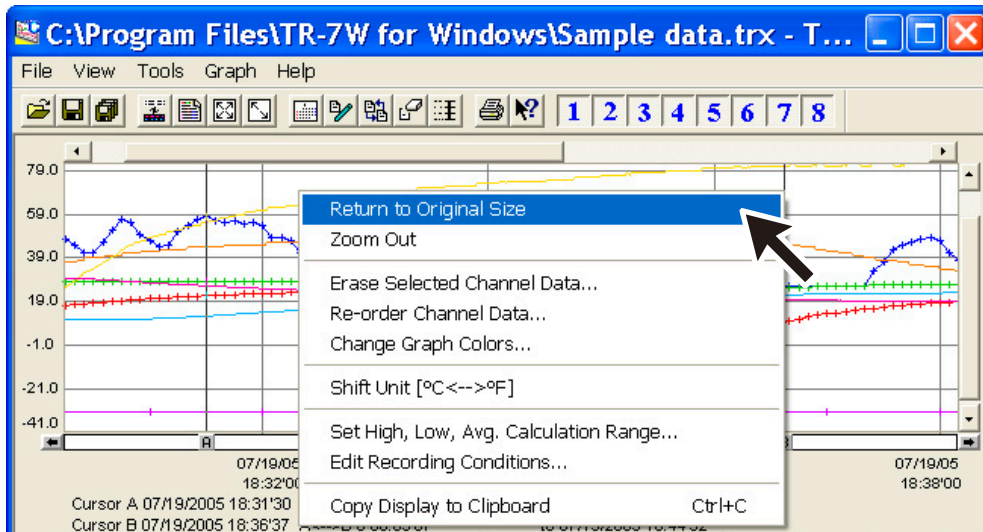 C:\Program Files\TR-7W for Windows\Sample data.trx - T...
File View Tools Graph Help
1 2 3 4 5 6 7 8
79.0
59.0
39.0
19.0
-1.0
-21.0
-41.0
Return to Original Size
Zoom Out
Erase Selected Channel Data...
Re-order Channel Data...
Change Graph Colors...
Shift Unit [ºC<-->ºF]
Set High, Low, Avg. Calculation Range...
Edit Recording Conditions...
Copy Display to Clipboard Ctrl+C
A
07/19/05
18:32'00
07/19/05
18:38'00
Cursor A 07/19/2005 18:31'30
Cursor B 07/19/2005 18:36'37